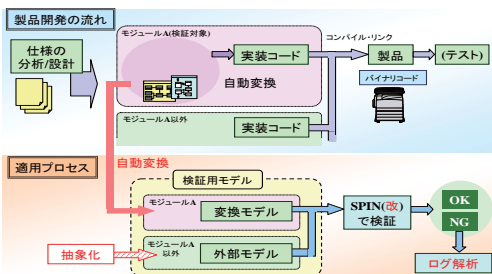 製品開発の流れ
仕様の
分析/設計
モジュールA(検証対象)
実装コード
自動変換
モジュールA以外
実装コード
コンパイル・リンク
製品
(テスト)
バイナリコード
適用プロセス
自動変換
検証用モデル
モジュールA
変換モデル
モジュールA
以外
外部モデル
抽象化
SPIN(改)
で検証
OK
NG
ログ解析